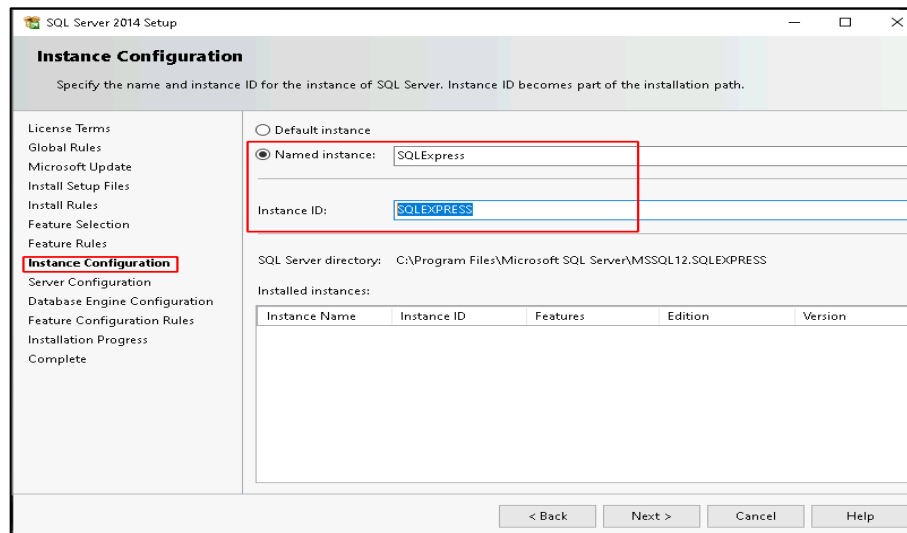 SQL Server 2014 Setup
Instance Configuration
Specify the name and instance ID for the instance of SQL Server. Instance ID becomes part of the installation path.
License Terms
Global Rules
Microsoft Update
Install Setup Files
Install Rules
Feature Selection
Feature Rules
Instance Configuration
Server Configuration
Database Engine Configuration
Feature Configuration Rules
Installation Progress
Complete
Default instance
Named instance: SQLExpress
Instance ID: SQLEXPRESS
SQL Server directory: C:\Program Files\Microsoft SQL Server\MSSQL12.SQLEXPRESS
Installed instances:
Instance Name Instance ID Features Edition Version
< Back Next > Cancel Help